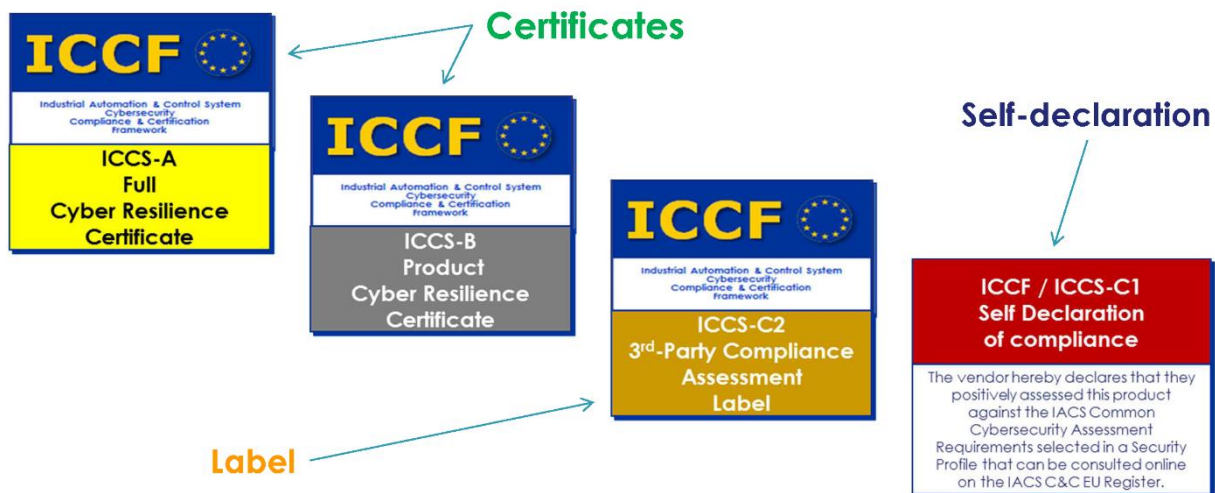 Certificates
ICCF
Industrial Automation & Control System
Cybersecurity
Compliance & Certification
Framework
ICCS-A
Full
Cyber Resilience
Certificate
ICCF
Industrial Automation & Control System
Cybersecurity
Compliance & Certification
Framework
ICCS-B
Product
Cyber Resilience
Certificate
Label
ICCF
Industrial Automation & Control System
Cybersecurity
Compliance & Certification
Framework
ICCS-C2
3rd-Party Compliance
Assessment
Label
Self-declaration
ICCF / ICCS-C1
Self Declaration
of compliance
The vendor hereby declares that they
positively assessed this product
against the IACS Common
Cybersecurity Assessment
Requirements selected in a Security
Profile that can be consulted online
on the IACS C&C EU Register.